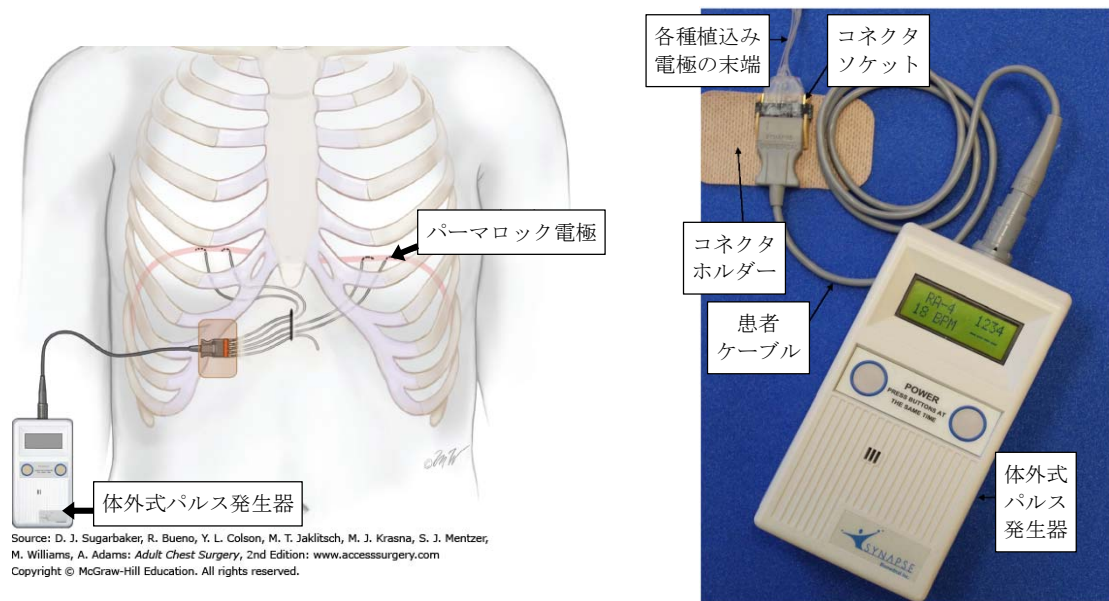 パーマロック電極
体外式パルス発生器
Source: D. J. Sugarbaker, R. Bueno, Y. L. Colson, M. T. Jaklitsch, M. J. Krasna, S. J. Mentzer,
M. Williams, A. Adams: Adult Chest Surgery, 2nd Edition: www.accesssurgery.com
Copyright © McGraw-Hill Education. All rights reserved.
各種植込み
電極の末端
コネクタ
ソケット
コネクタ
ホルダー
患者
ケーブル
RA-4 1234
18 BPM
POWER
PRESS BUTTONS AT
THE SAME TIME
体外式
パルス
発生器
SYNAPSE
Biomedical Inc.